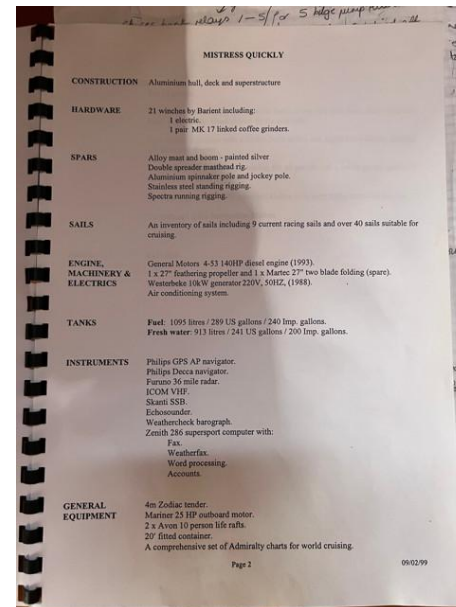 relays 1-5/for 5 bilge pump
MISTRESS QUICKLY
CONSTRUCTION Aluminium hull, deck and superstructure
HARDWARE 21 winches by Barient including:
1 electric.
1 pair MK 17 linked coffee grinders.
SPARS Alloy mast and boom - painted silver
Double spreader masthead rig.
Aluminium spinnaker pole and jockey pole.
Stainless steel standing rigging.
Spectra running rigging.
SAILS An inventory of sails including 9 current racing sails and over 40 sails suitable for
cruising.
ENGINE, General Motors 4-53 140HP diesel engine (1993).
MACHINERY & 1 x 27" feathering propeller and 1 x Martec 27" two blade folding (spare).
ELECTRICS Westerbeke 10kW generator 220V, 50HZ, (1988).
Air conditioning system.
TANKS Fuel: 1095 litres / 289 US gallons / 240 Imp. gallons.
Fresh water: 913 litres / 241 US gallons / 200 Imp. gallons.
INSTRUMENTS Philips GPS AP navigator.
Philips Decca navigator.
Furuno 36 mile radar.
ICOM VHF.
Skanti SSB.
Echosounder.
Weathercheck barograph.
Zenith 286 supersport computer with:
Fax.
Weatherfax.
Word processing.
Accounts.
GENERAL 4m Zodiac tender.
EQUIPMENT Mariner 25 HP outboard motor.
2 x Avon 10 person life rafts.
20' fitted container.
A comprehensive set of Admiralty charts for world cruising.
Page 2 09/02/99